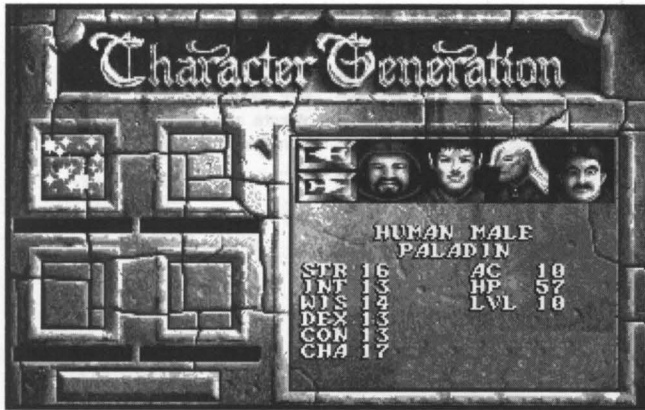 Character Generation
HUMAN MALE
PALADIN
STR 16 AC 10
INT 13 HP 57
WIS 14 LVL 10
DEX 13
CON 13
CHA 17